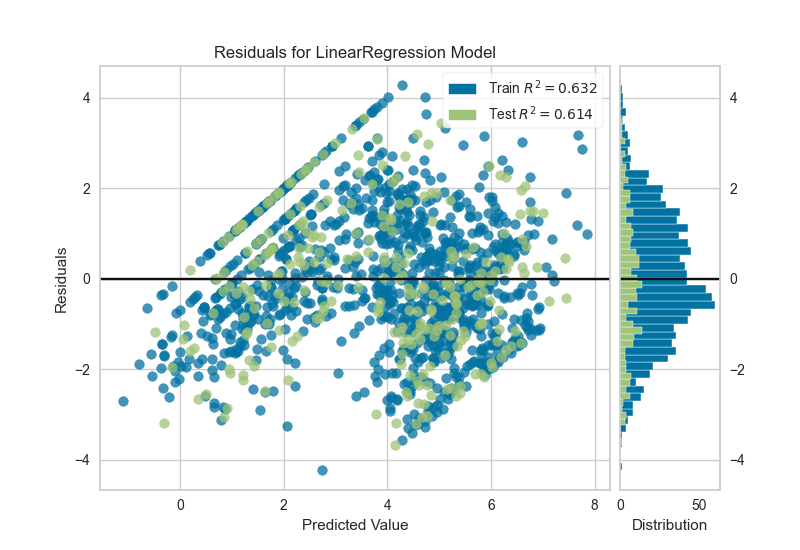 Residuals for LinearRegression Model
Train R² = 0.632
Test R² = 0.614
4
2
0
−2
−4
Residuals
0
2
4
6
8
Predicted Value
4
2
0
−2
−4
0
50
Distribution